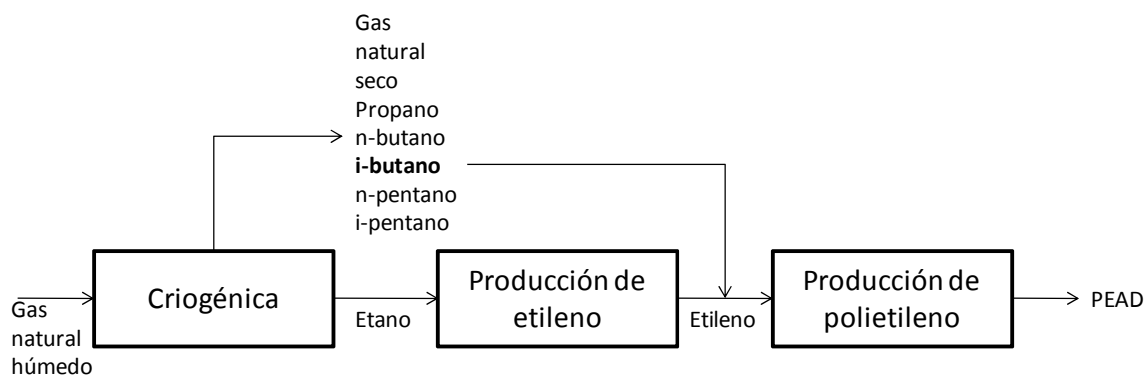 Gas
natural
seco
Propano
n-butano
i-butano
n-pentano
i-pentano
Criogénica
Producción de
etileno
Producción de
polietileno
Gas
natural
húmedo
Etano
Etileno
PEAD